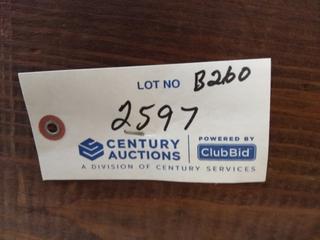 LOT NO B260
2597
CENTURY AUCTIONS
POWERED BY
ClubBid
A DIVISION OF CENTURY SERVICES